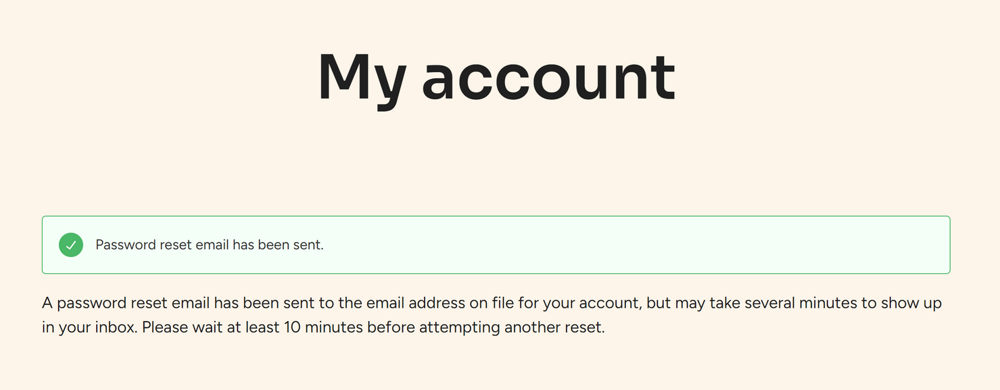 My account
Password reset email has been sent.
A password reset email has been sent to the email address on file for your account, but may take several minutes to show up
in your inbox. Please wait at least 10 minutes before attempting another reset.